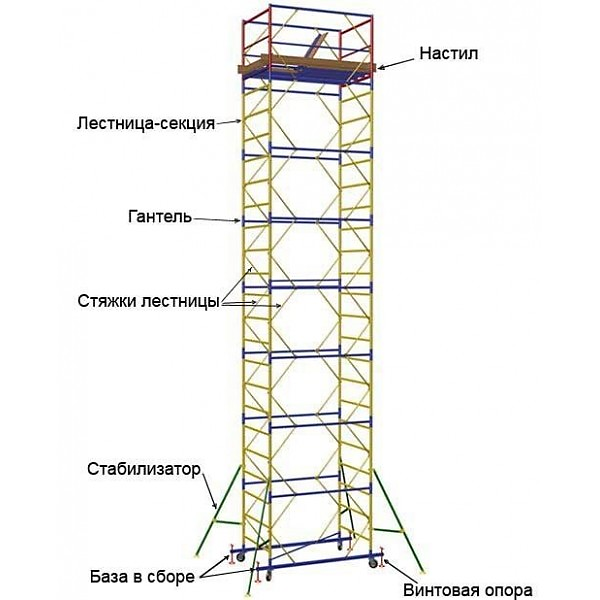 Настил
Лестница-секция
Гантель
Стяжки лестницы
Стабилизатор
База в сборе
Винтовая опора